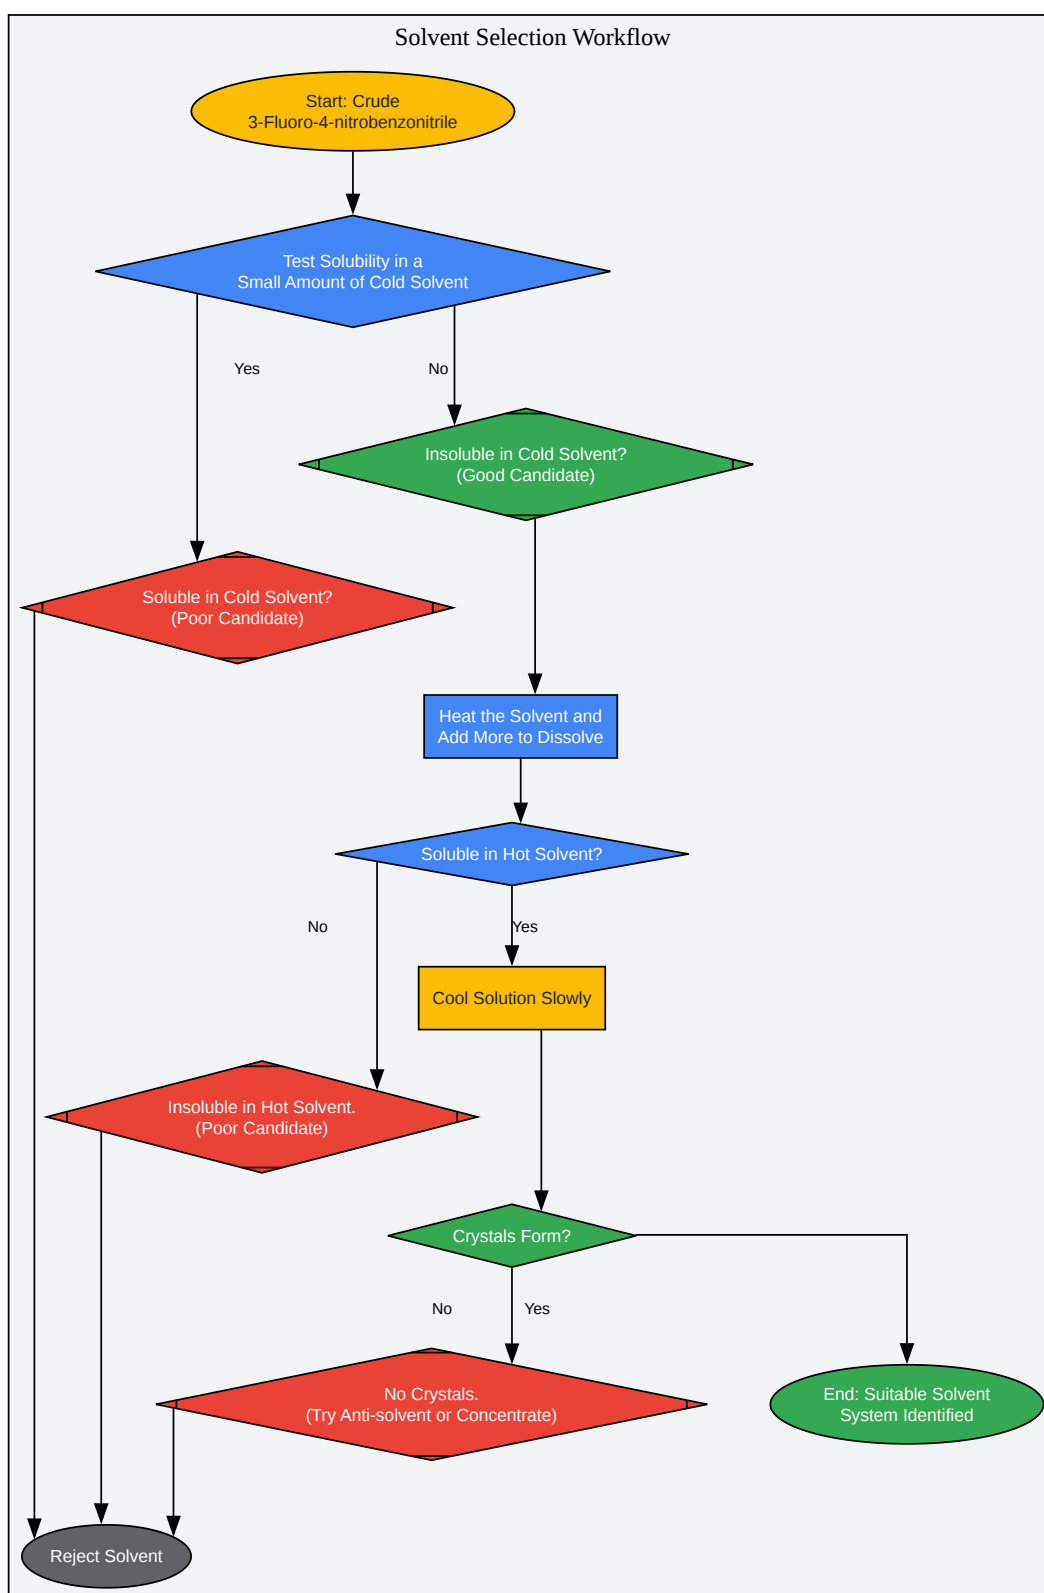 Solvent Selection Workflow
Start: Crude
3-Fluoro-4-nitrobenzonitrile
Test Solubility in a
Small Amount of Cold Solvent
Yes
No
Insoluble in Cold Solvent?
(Good Candidate)
Soluble in Cold Solvent?
(Poor Candidate)
Heat the Solvent and
Add More to Dissolve
Soluble in Hot Solvent?
No
Yes
Cool Solution Slowly
Insoluble in Hot Solvent.
(Poor Candidate)
Crystals Form?
No
Yes
No Crystals.
(Try Anti-solvent or Concentrate)
End: Suitable Solvent
System Identified
Reject Solvent